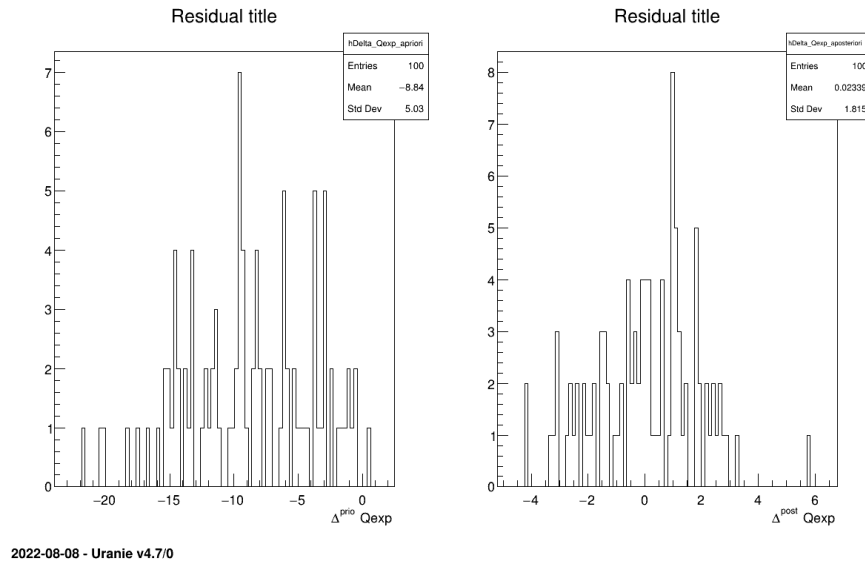 Residual title
hDelta_Qexp_apriori
Entries 100
Mean −8.84
Std Dev 5.03
7
6
5
4
3
2
1
0
−20 −15 −10 −5 0
Δprio Qexp
Residual title
hDelta_Qexp_aposteriori
Entries 100
Mean 0.02339
Std Dev 1.815
8
7
6
5
4
3
2
1
0
−4 −2 0 2 4 6
Δpost Qexp
2022-08-08 - Uranie v4.7/0